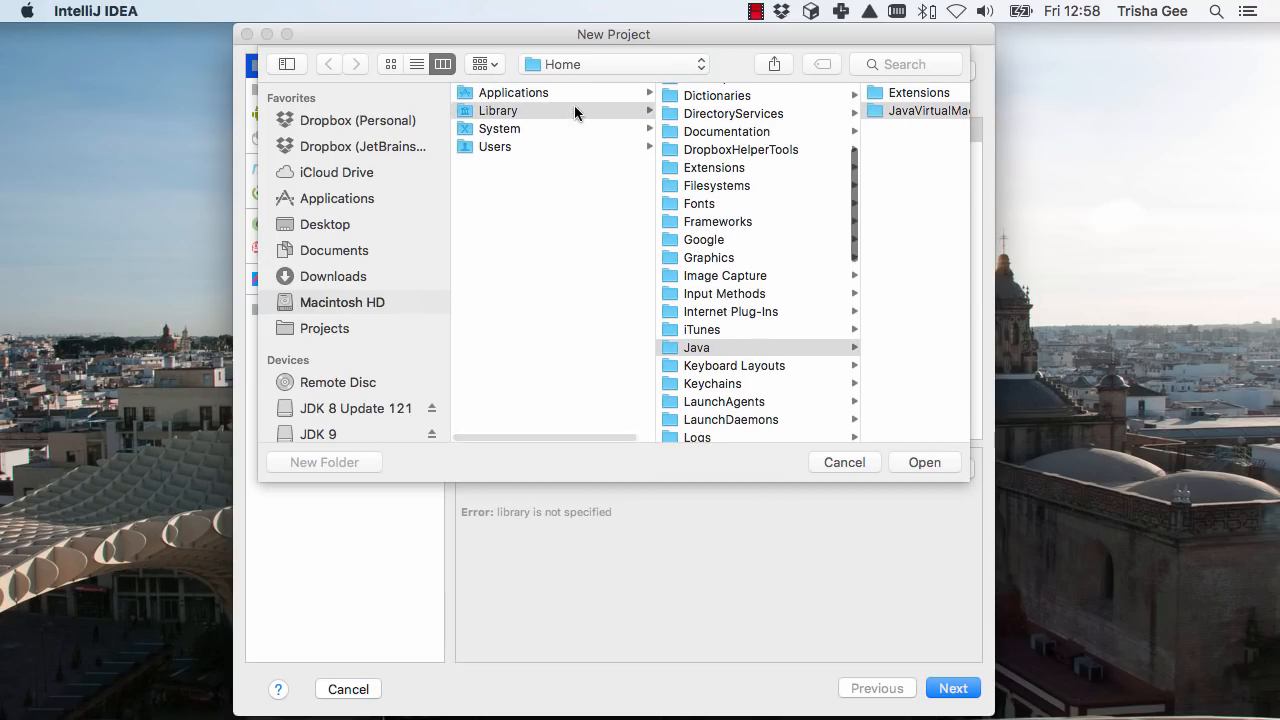 IntelliJ IDEA
Fri 12:58
Trisha Gee
New Project
Home
Search
Favorites
Dropbox (Personal)
Dropbox (JetBrains...
iCloud Drive
Applications
Desktop
Documents
Downloads
Macintosh HD
Projects
Devices
Remote Disc
JDK 8 Update 121
JDK 9
Applications
Library
System
Users
Dictionaries
DirectoryServices
Documentation
DropboxHelperTools
Extensions
Filesystems
Fonts
Frameworks
Google
Graphics
Image Capture
Input Methods
Internet Plug-Ins
iTunes
Java
Keyboard Layouts
Keychains
LaunchAgents
LaunchDaemons
Logs
Extensions
JavaVirtualMac
New Folder
Cancel
Open
Error: library is not specified
?
Cancel
Previous
Next